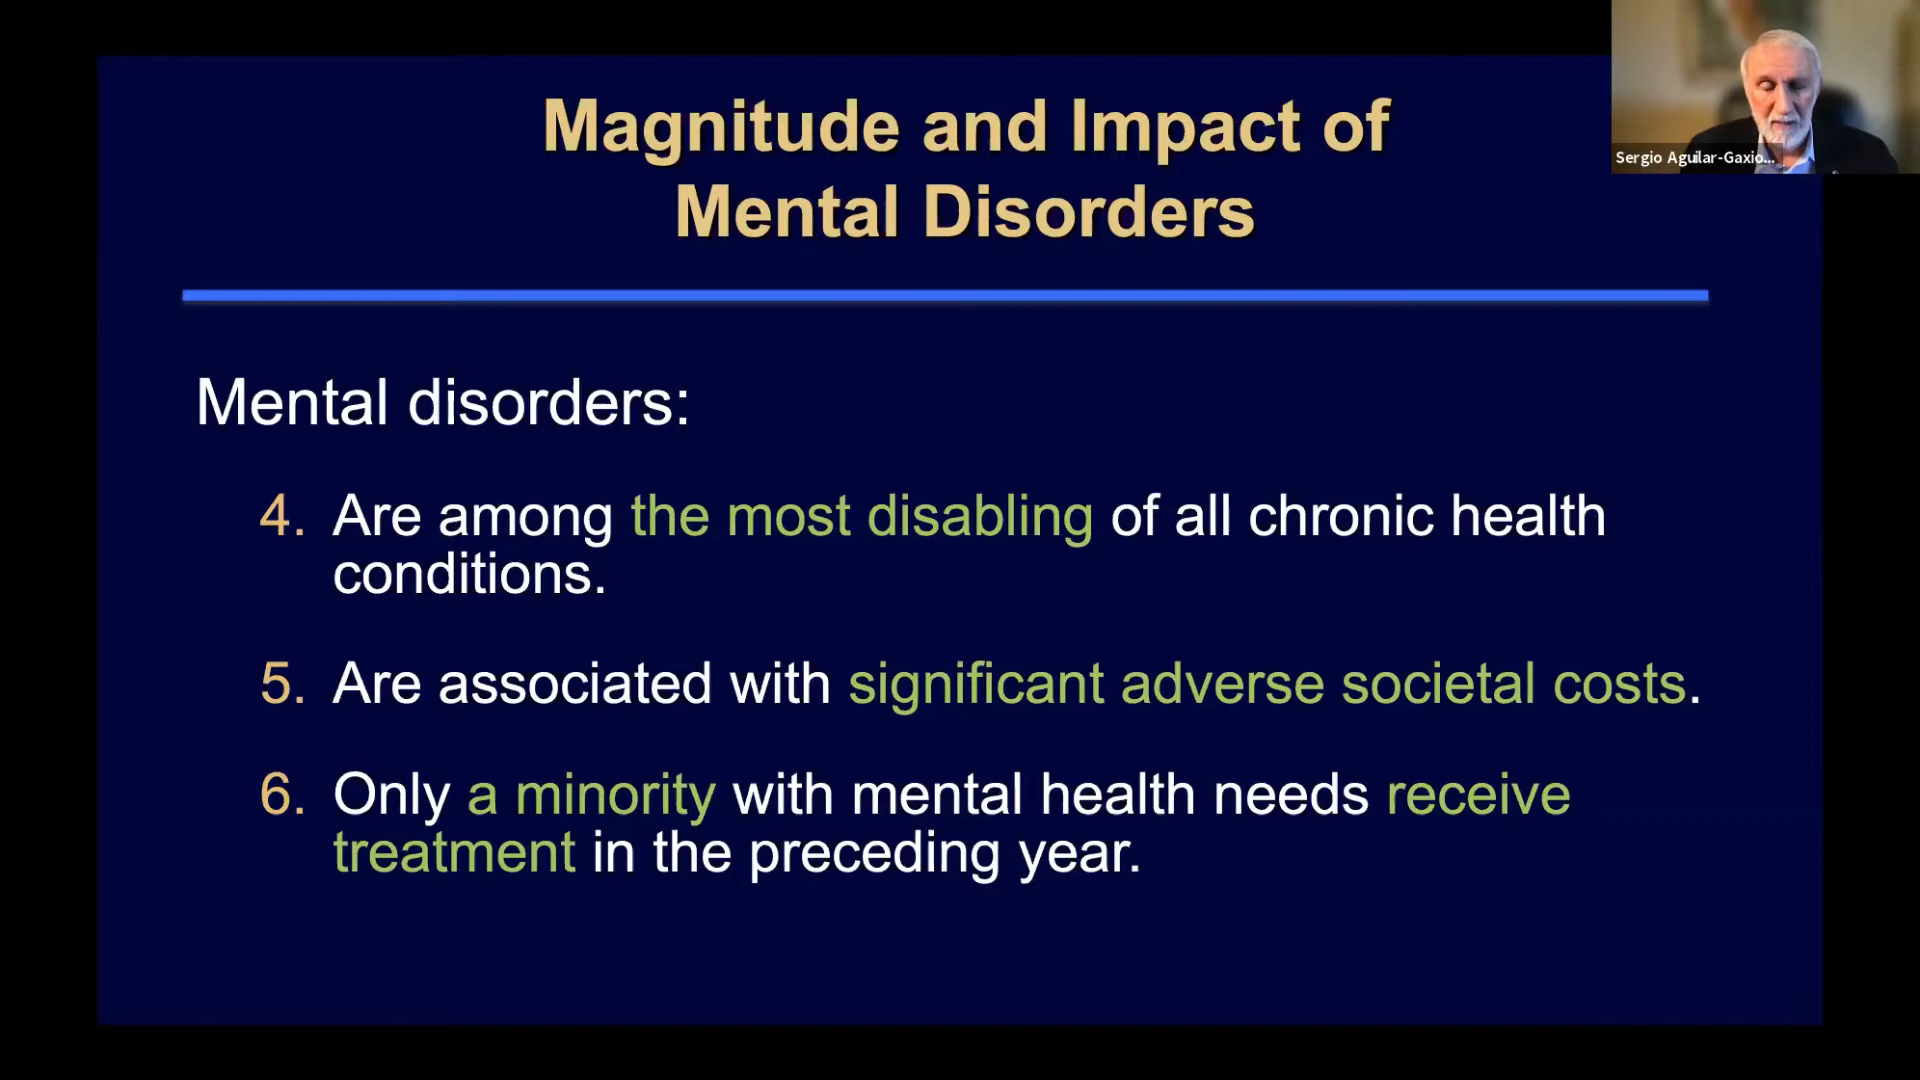 Magnitude and Impact of
Mental Disorders
Sergio Aguilar-Gaxio...
Mental disorders:
4. Are among the most disabling of all chronic health
conditions.
5. Are associated with significant adverse societal costs.
6. Only a minority with mental health needs receive
treatment in the preceding year.